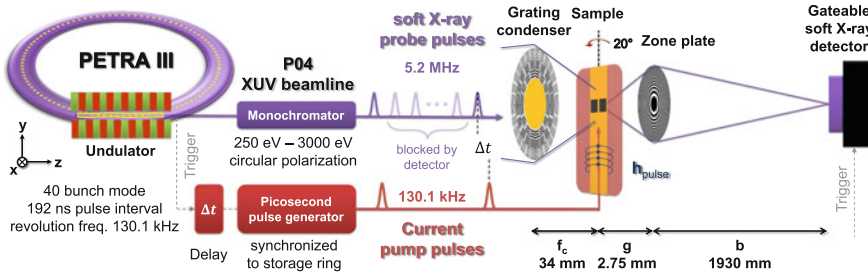 PETRA III
Undulator
y
x
z
40 bunch mode
192 ns pulse interval
revolution freq. 130.1 kHz
Trigger
Δt
Delay
P04
XUV beamline
Monochromator
250 eV – 3000 eV
circular polarization
Picosecond
pulse generator
synchronized
to storage ring
soft X-ray
probe pulses
5.2 MHz
blocked by
detector
Δt
130.1 kHz
Current
pump pulses
Grating
condenser
Sample
20°
Zone plate
Gateable
soft X-ray
detector
hpulse
Trigger
fc
34 mm
g
2.75 mm
b
1930 mm